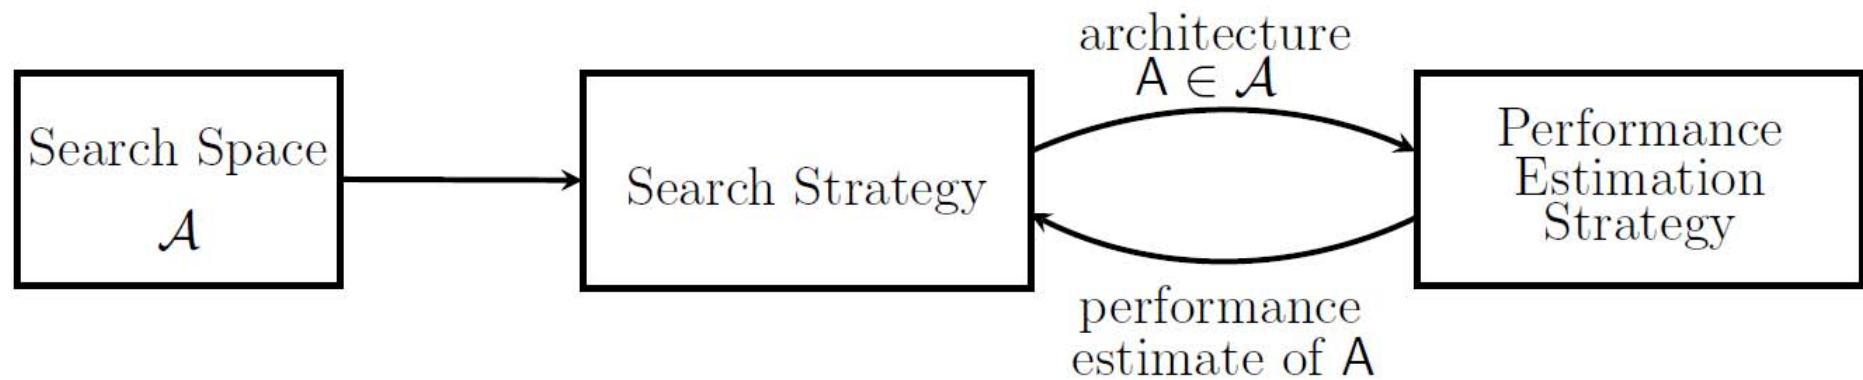 Search Space
𝒜
Search Strategy
architecture
A ∈ 𝒜
Performance
Estimation
Strategy
performance
estimate of A